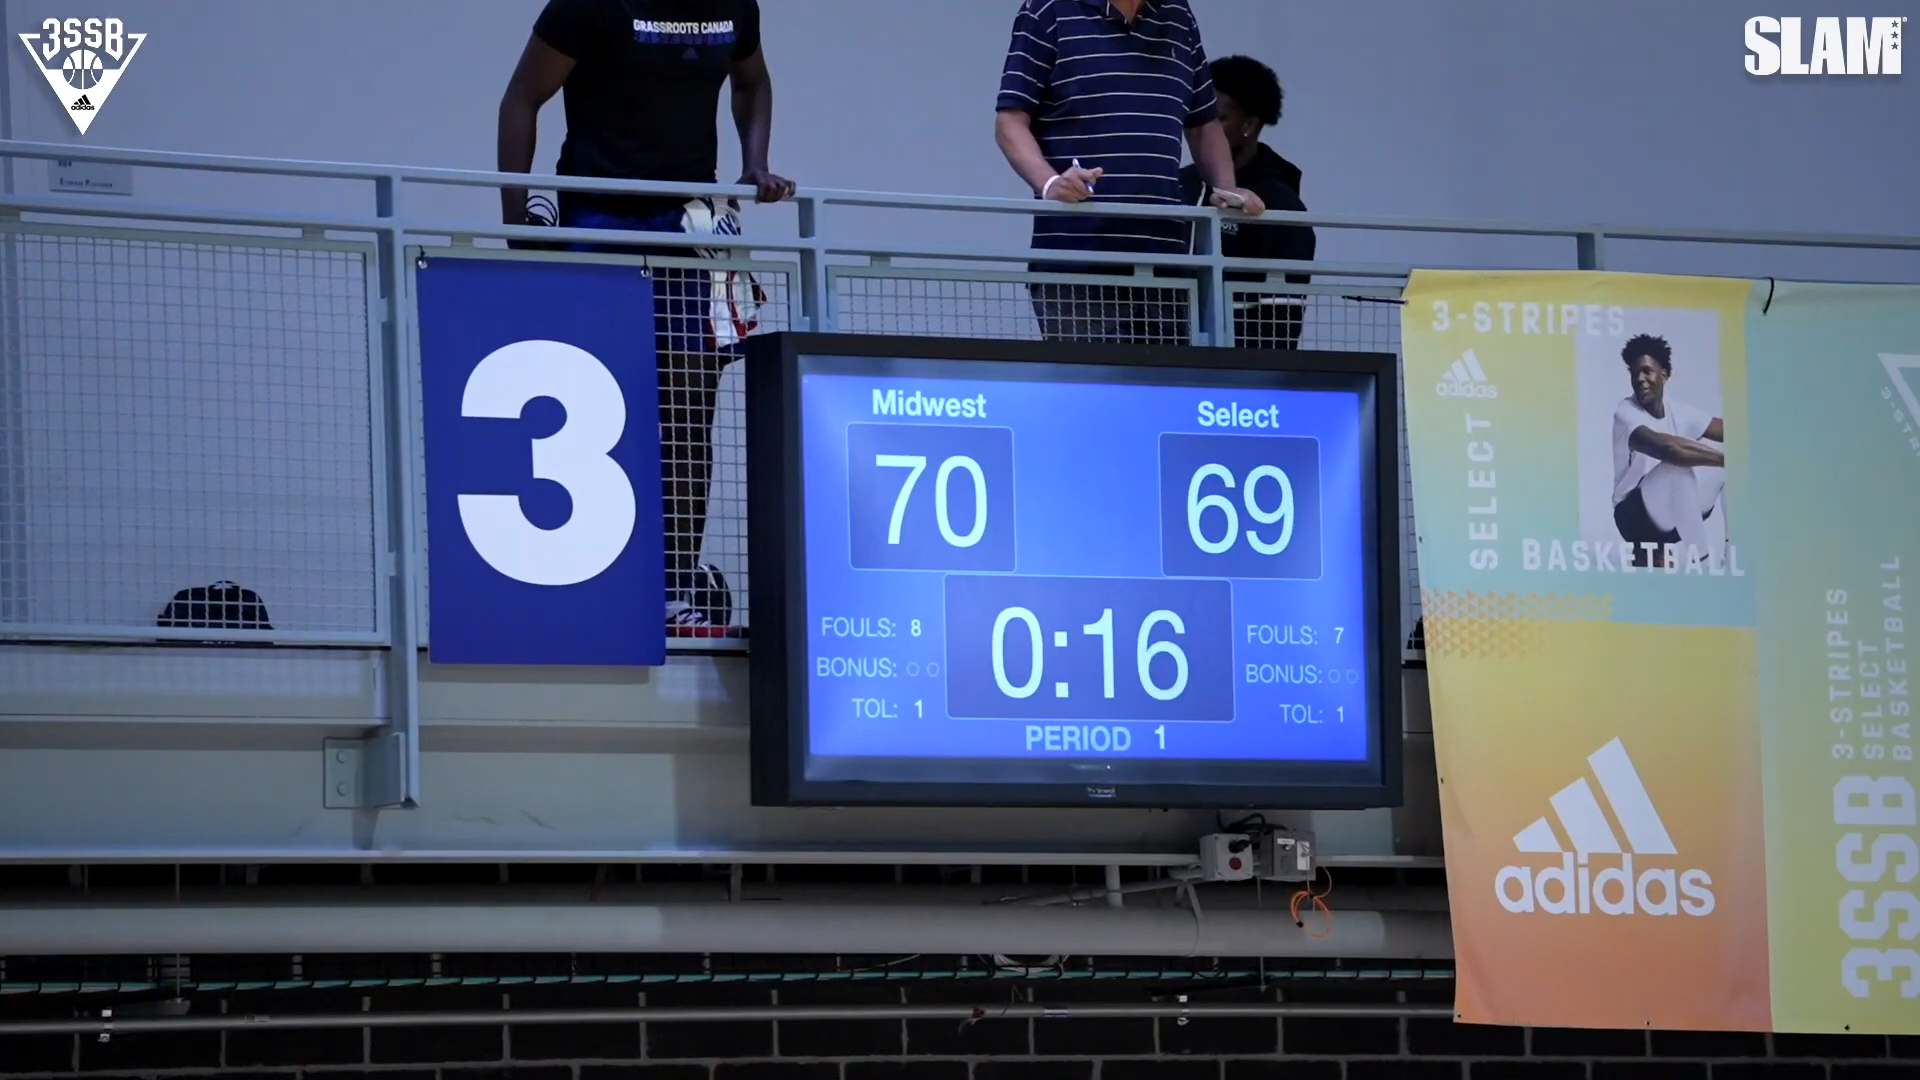 3SSB
adidas
SLAM
GRASSROOTS CANADA
3
Midwest
Select
70
69
0:16
FOULS: 8
BONUS:
TOL: 1
FOULS: 7
BONUS:
TOL: 1
PERIOD 1
3-STRIPES
adidas
SELECT
BASKETBALL
adidas
3-STRIPES
SELECT
BASKETBALL
3SSB